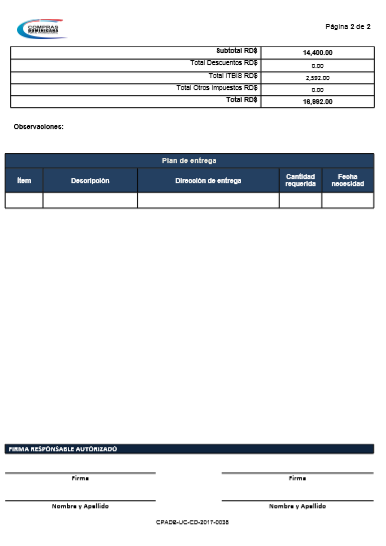 COMPRAS
DOMINICANA
Página 2 de 2
Subtotal RD$ 14,400.00
Total Descuentos RD$ 0.00
Total ITBIS RD$ 2,592.00
Total Otros Impuestos RD$ 0.00
Total RD$ 16,992.00
Observaciones:
Plan de entrega
Ítem Descripción Dirección de entrega Cantidad requerida Fecha necesidad
FIRMA RESPONSABLE AUTORIZADO
Firma Firma
Nombre y Apellido Nombre y Apellido
CPADB-UC-CD-2017-0036